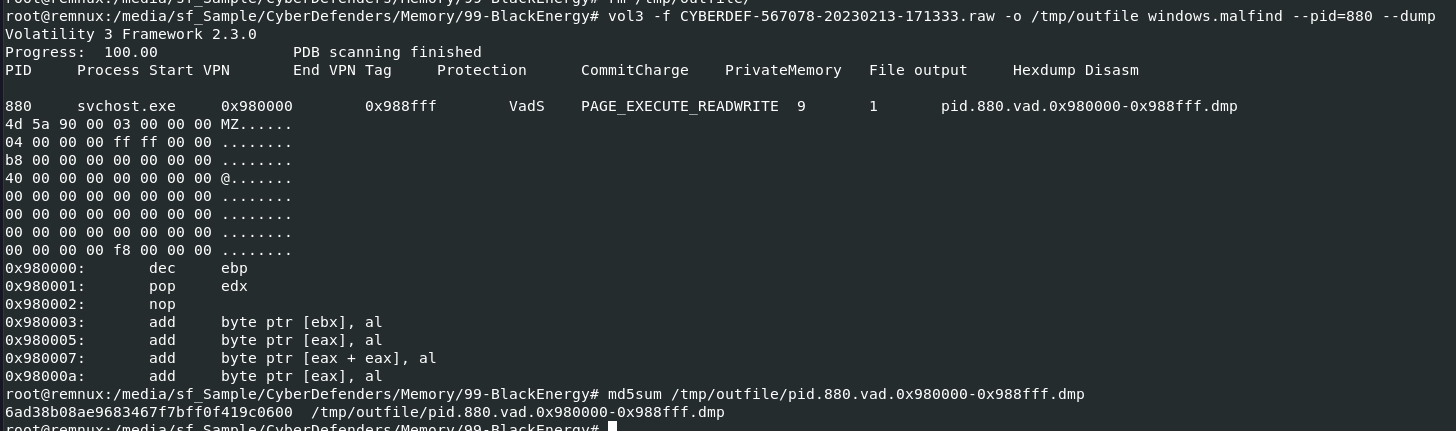 root@remnux:/media/sf_Sample/CyberDefenders/Memory/99-BlackEnergy# rm /tmp/outfile/
root@remnux:/media/sf_Sample/CyberDefenders/Memory/99-BlackEnergy# vol3 -f CYBERDEF-567078-20230213-171333.raw -o /tmp/outfile windows.malfind --pid=880 --dump
Volatility 3 Framework 2.3.0
Progress:  100.00               PDB scanning finished
PID     Process Start VPN       End VPN Tag     Protection      CommitCharge    PrivateMemory   File output     Hexdump Disasm
880     svchost.exe     0x980000        0x988fff        VadS    PAGE_EXECUTE_READWRITE  9       1       pid.880.vad.0x980000-0x988fff.dmp
4d 5a 90 00 03 00 00 00 MZ......
04 00 00 00 ff ff 00 00 ........
b8 00 00 00 00 00 00 00 ........
40 00 00 00 00 00 00 00 @.......
00 00 00 00 00 00 00 00 ........
00 00 00 00 00 00 00 00 ........
00 00 00 00 00 00 00 00 ........
00 00 00 00 f8 00 00 00 ........
0x980000:       dec     ebp
0x980001:       pop     edx
0x980002:       nop
0x980003:       add     byte ptr [ebx], al
0x980005:       add     byte ptr [eax], al
0x980007:       add     byte ptr [eax + eax], al
0x98000a:       add     byte ptr [eax], al
root@remnux:/media/sf_Sample/CyberDefenders/Memory/99-BlackEnergy# md5sum /tmp/outfile/pid.880.vad.0x980000-0x988fff.dmp
6ad38b08ae9683467f7bff0f419c0600  /tmp/outfile/pid.880.vad.0x980000-0x988fff.dmp
root@remnux:/media/sf_Sample/CyberDefenders/Memory/99-BlackEnergy#